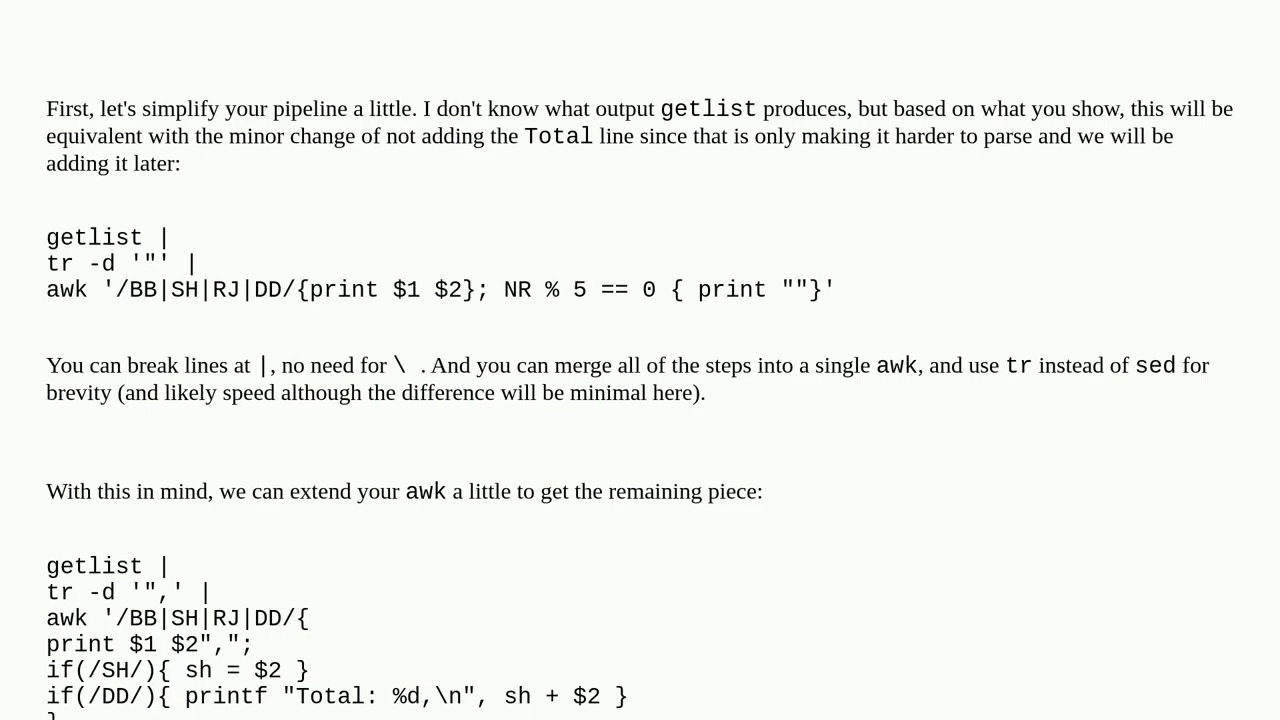 First, let's simplify your pipeline a little. I don't know what output getlist produces, but based on what you show, this will be
equivalent with the minor change of not adding the Total line since that is only making it harder to parse and we will be
adding it later:
getlist |
tr -d '"' |
awk '/BB|SH|RJ|DD/{print $1 $2}; NR % 5 == 0 { print ""}'
You can break lines at |, no need for \ . And you can merge all of the steps into a single awk, and use tr instead of sed for
brevity (and likely speed although the difference will be minimal here).
With this in mind, we can extend your awk a little to get the remaining piece:
getlist |
tr -d '",' |
awk '/BB|SH|RJ|DD/{
print $1 $2",";
if(/SH/){ sh = $2 }
if(/DD/){ printf "Total: %d,\n", sh + $2 }
}